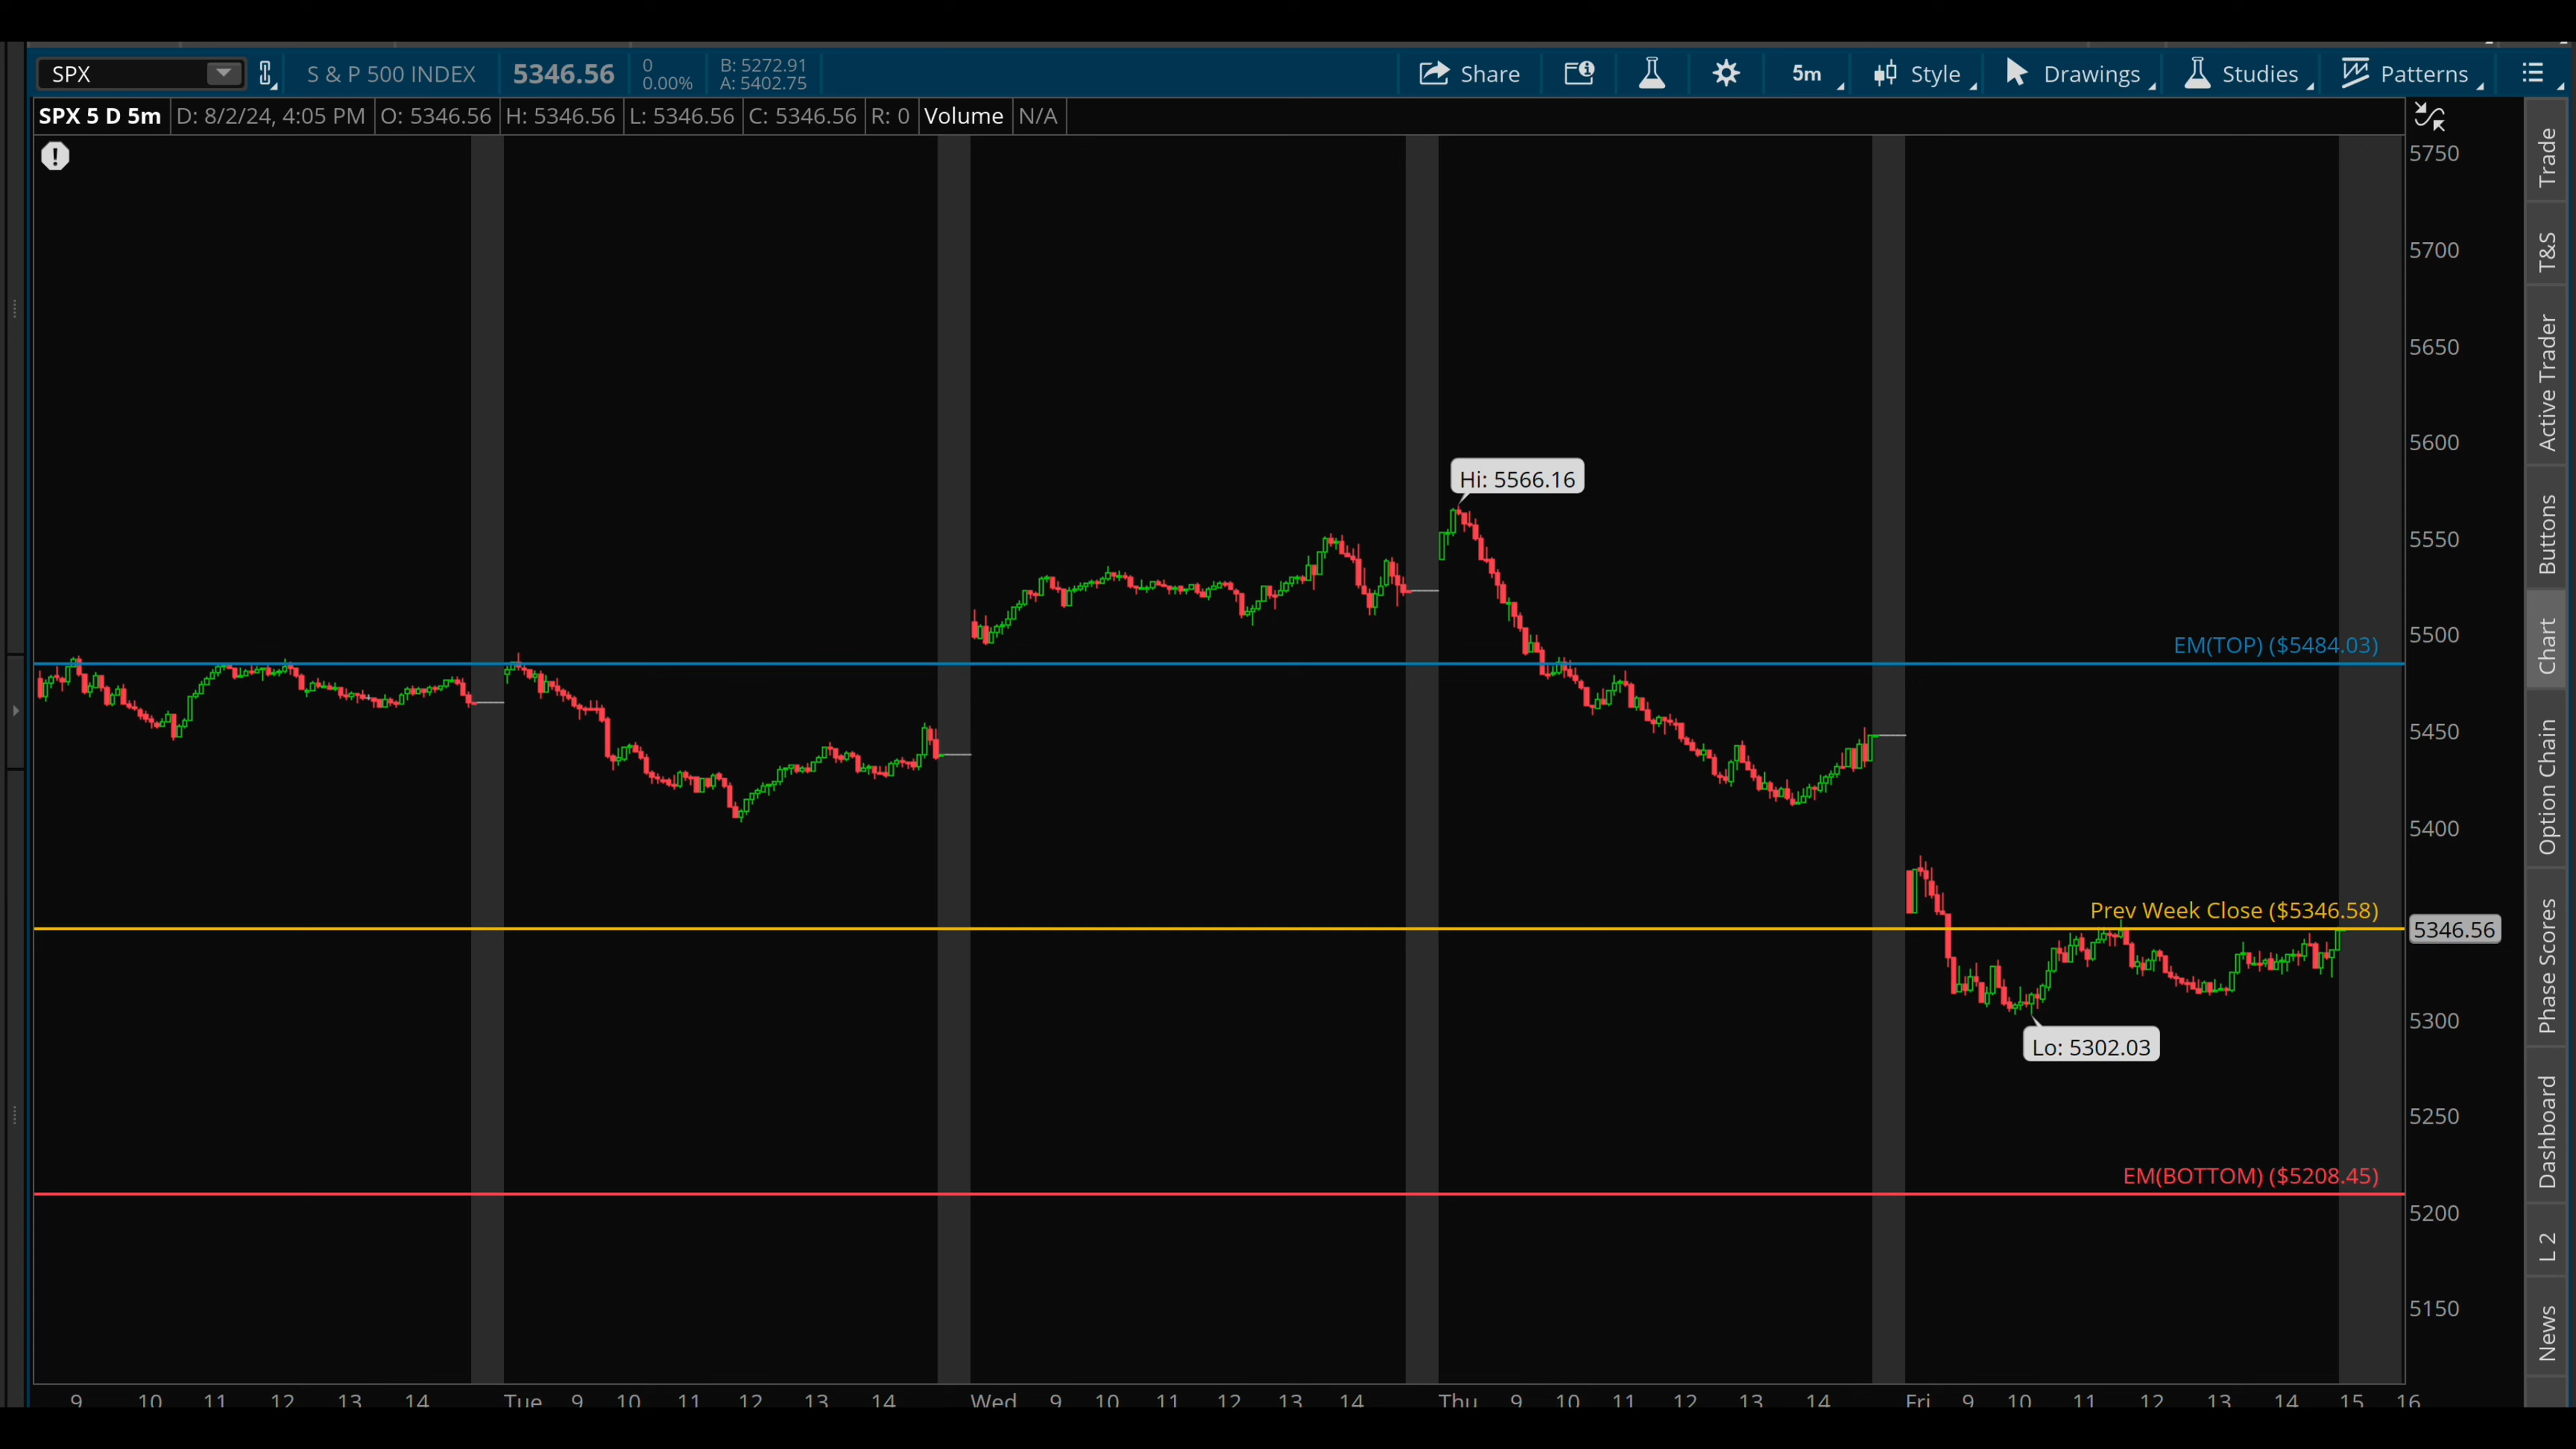 SPX
S & P 500 INDEX
5346.56
0
0.00%
B: 5272.91
A: 5402.75
Share
5m
Style
Drawings
Studies
Patterns
SPX 5 D 5m
D: 8/2/24, 4:05 PM
O: 5346.56
H: 5346.56
L: 5346.56
C: 5346.56
R: 0
Volume
N/A
5750
5700
5650
5600
5550
5500
5450
5400
5346.56
5300
5250
5200
5150
Hi: 5566.16
EM(TOP) ($5484.03)
Prev Week Close ($5346.58)
Lo: 5302.03
EM(BOTTOM) ($5208.45)
9 10 11 12 13 14 Tue 9 10 11 12 13 14 Wed 9 10 11 12 13 14 Thu 9 10 11 12 13 14 Fri 9 10 11 12 13 14 15 16
Trade
T&S
Active Trader
Buttons
Chart
Option Chain
Phase Scores
Dashboard
L 2
News